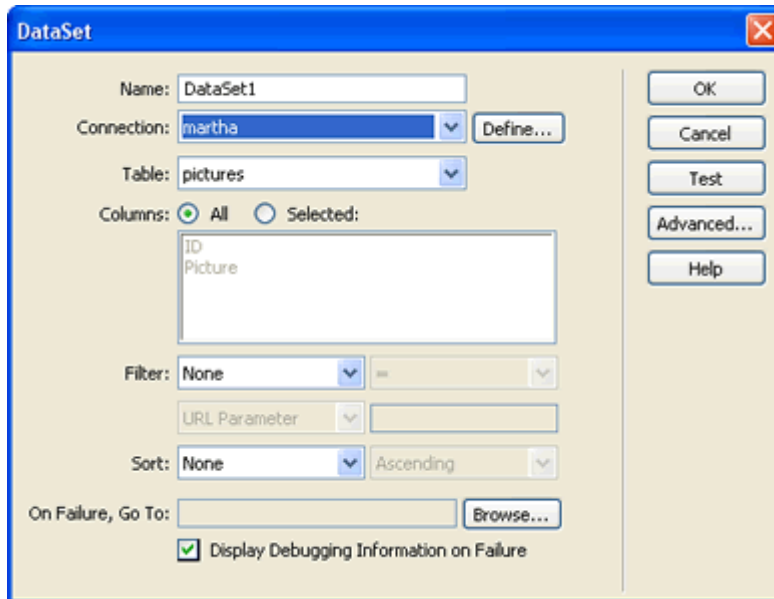 DataSet
Name: DataSet1
OK
Connection: martha Define...
Cancel
Table: pictures
Test
Columns: All Selected:
Advanced...
ID
Picture
Help
Filter: None =
URL Parameter
Sort: None Ascending
On Failure, Go To: Browse...
Display Debugging Information on Failure